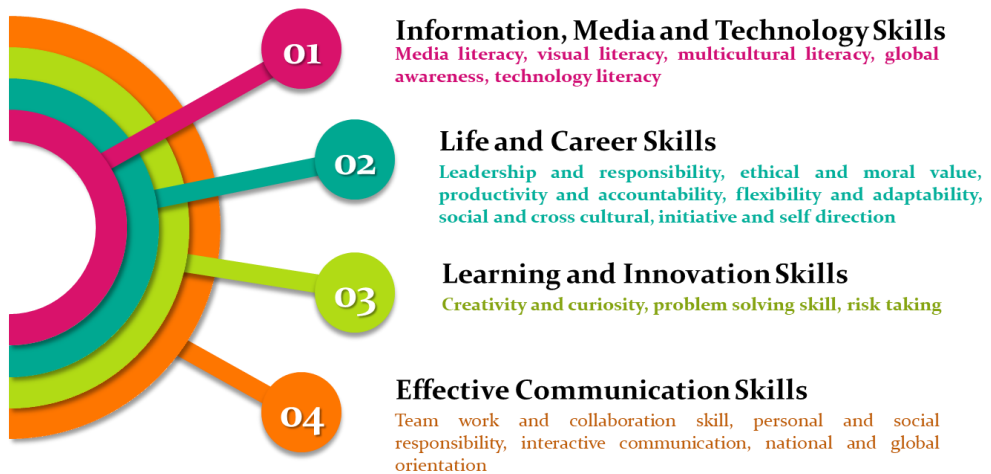 01
Information, Media and Technology Skills
Media literacy, visual literacy, multicultural literacy, global
awareness, technology literacy
02
Life and Career Skills
Leadership and responsibility, ethical and moral value,
productivity and accountability, flexibility and adaptability,
social and cross cultural, initiative and self direction
03
Learning and Innovation Skills
Creativity and curiosity, problem solving skill, risk taking
04
Effective Communication Skills
Team work and collaboration skill, personal and social
responsibility, interactive communication, national and global
orientation